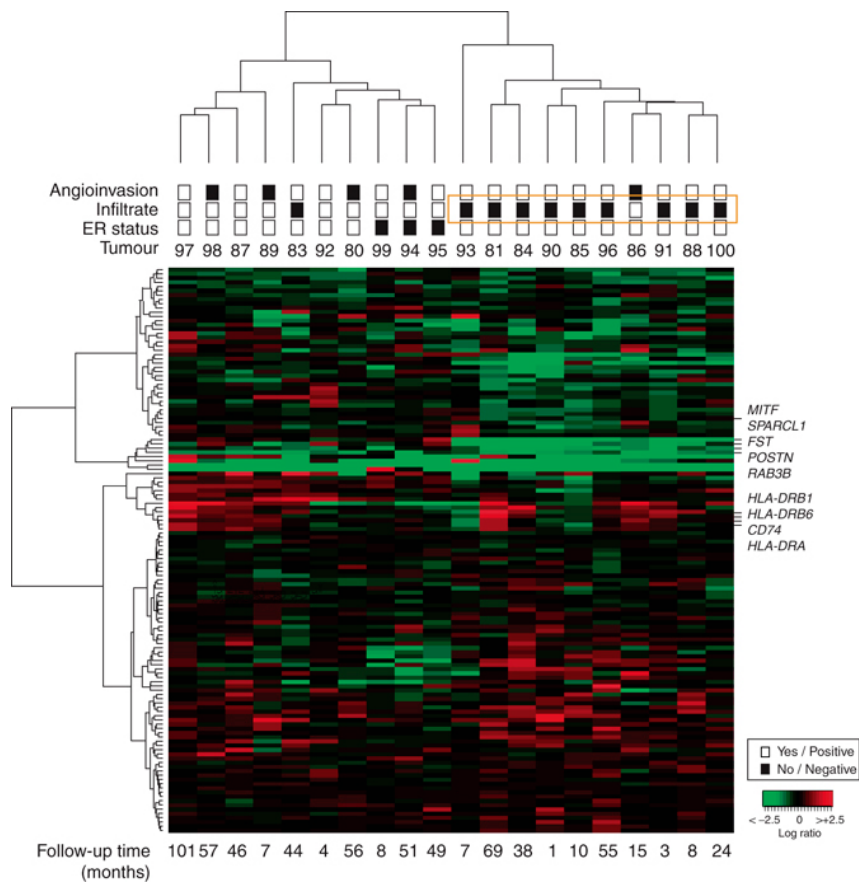 Angioinvasion
Infiltrate
ER status
Tumour 97 98 87 89 83 92 80 99 94 95 93 81 84 90 85 96 86 91 88 100
MITF
SPARCL1
FST
POSTN
RAB3B
HLA-DRB1
HLA-DRB6
CD74
HLA-DRA
Yes / Positive
No / Negative
< -2.5 0 >+2.5
Log ratio
Follow-up time 101 57 46 7 44 4 56 8 51 49 7 69 38 1 10 55 15 3 8 24
(months)